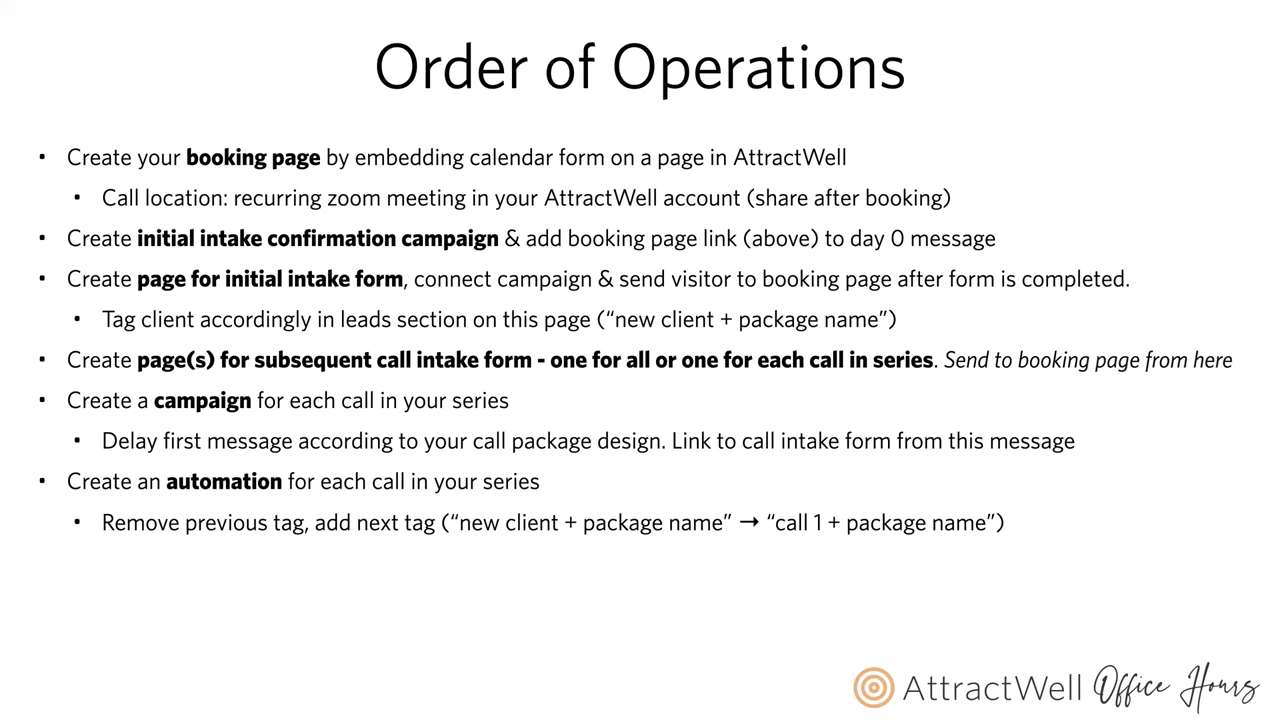 Order of Operations
• Create your booking page by embedding calendar form on a page in AttractWell
• Call location: recurring zoom meeting in your AttractWell account (share after booking)
• Create initial intake confirmation campaign & add booking page link (above) to day 0 message
• Create page for initial intake form, connect campaign & send visitor to booking page after form is completed.
• Tag client accordingly in leads section on this page (“new client + package name”)
• Create page(s) for subsequent call intake form - one for all or one for each call in series. Send to booking page from here
• Create a campaign for each call in your series
• Delay first message according to your call package design. Link to call intake form from this message
• Create an automation for each call in your series
• Remove previous tag, add next tag (“new client + package name” → “call 1 + package name”)
AttractWell Office Hours